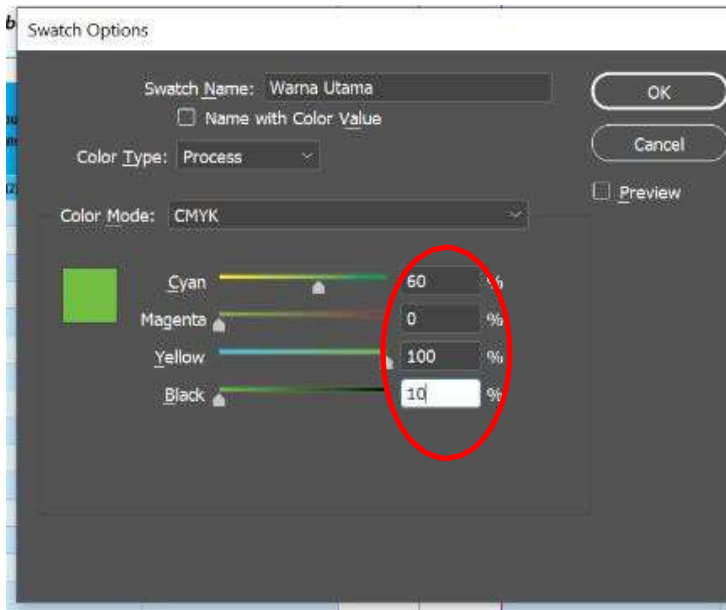 Swatch Options
Swatch Name: Warna Utama
Name with Color Value
Color Type: Process
Color Mode: CMYK
Cyan 60 %
Magenta 0 %
Yellow 100 %
Black 10 %
OK
Cancel
Preview